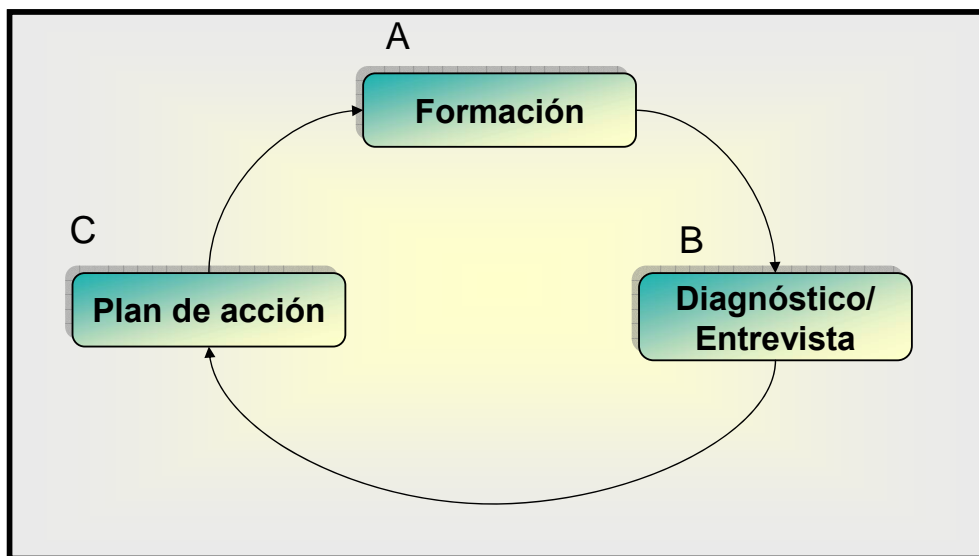 A
Formación
C
Plan de acción
B
Diagnóstico/
Entrevista